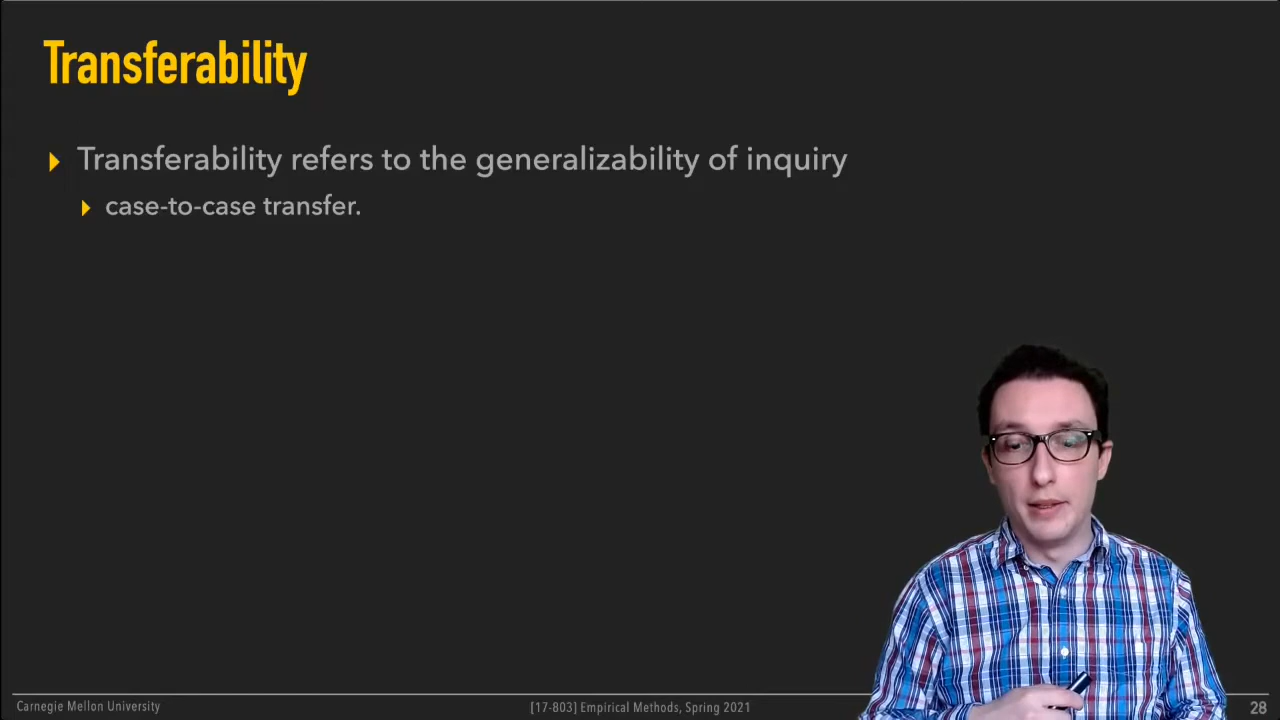 Transferability
Transferability refers to the generalizability of inquiry
case-to-case transfer.
Carnegie Mellon University
[17-803] Empirical Methods, Spring 2021
28